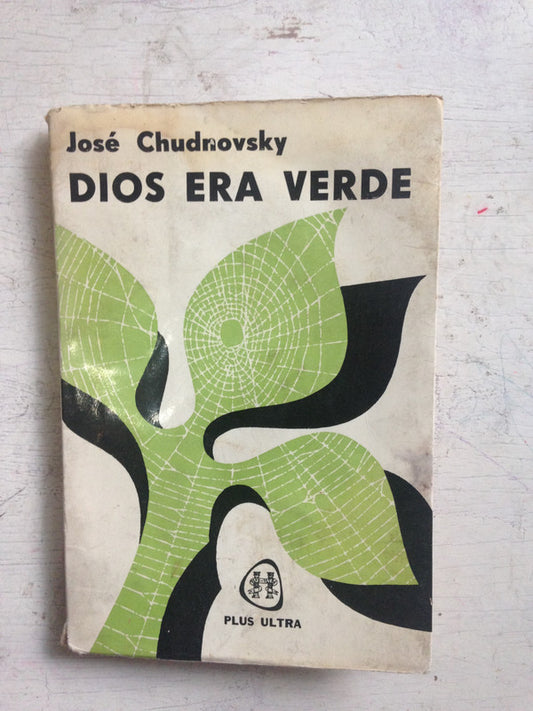 José Chudnovsky
DIOS ERA VERDE
PLUS ULTRA